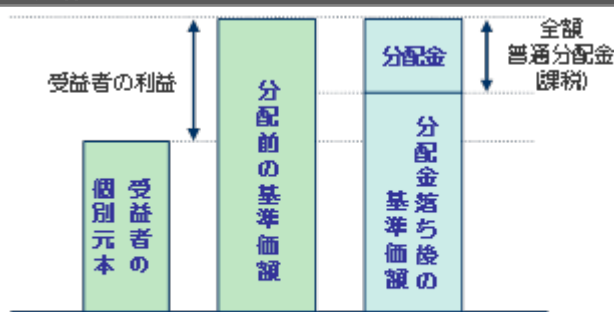 受益者の利益
受益者の
個別元本
分配前の基準価額
分配金
分配金落ち後の
基準価額
全額
普通分配金
(課税)